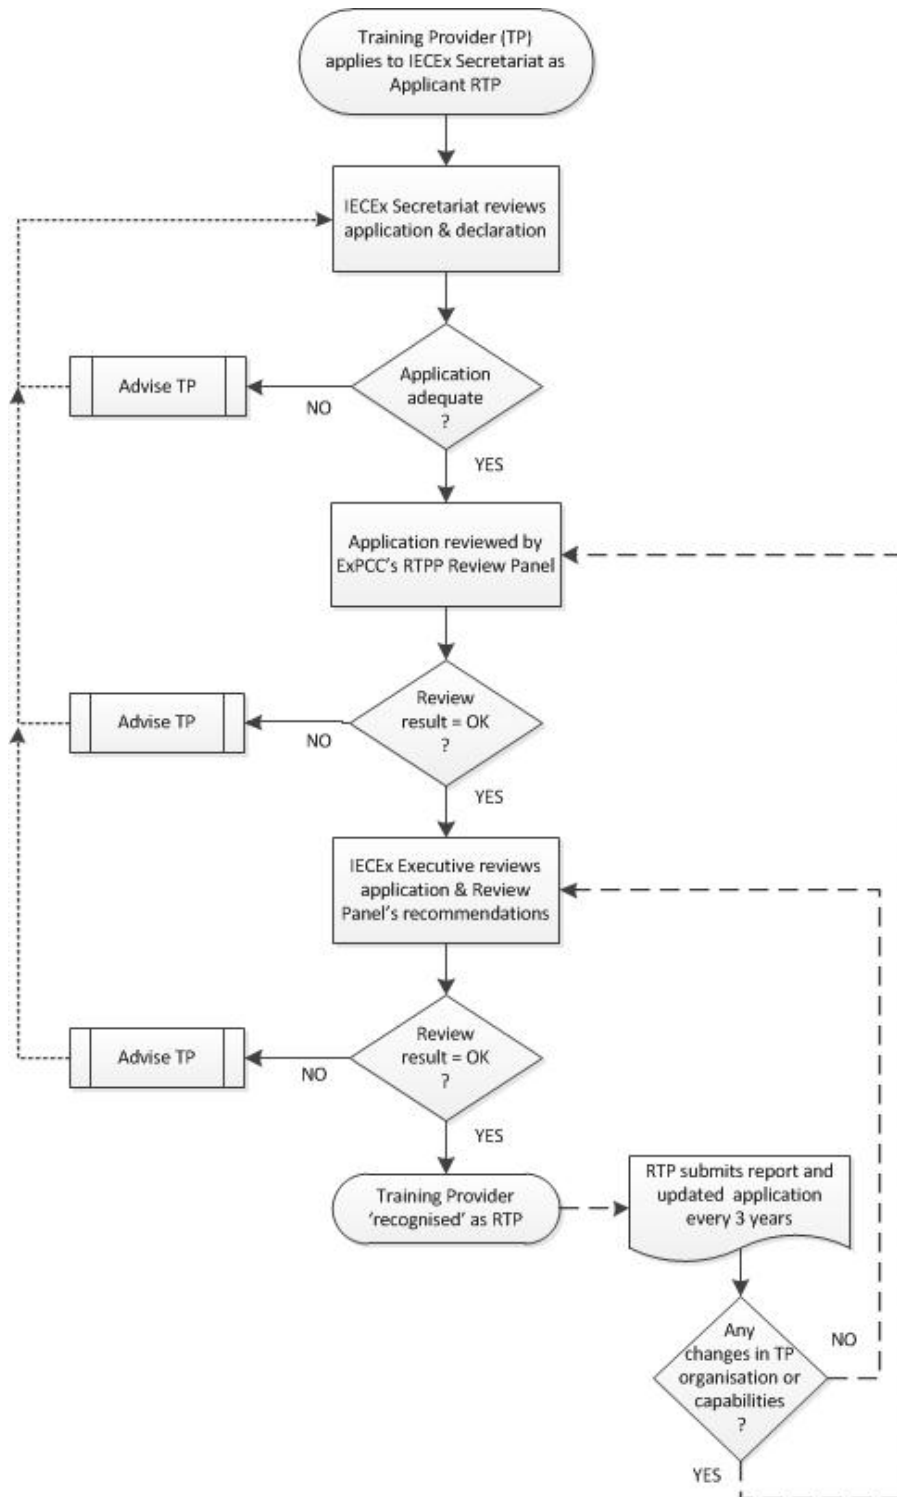 Training Provider (TP)
applies to IECEx Secretariat as
Applicant RTP
IECEx Secretariat reviews
application & declaration
Application
adequate
?
Advise TP
NO
YES
Application reviewed by
ExPCC's RTPP Review Panel
Review
result = OK
?
Advise TP
NO
YES
IECEx Executive reviews
application & Review
Panel's recommendations
Review
result = OK
?
Advise TP
NO
YES
Training Provider
'recognised' as RTP
RTP submits report and
updated application
every 3 years
Any
changes in TP
organisation or
capabilities
?
NO
YES